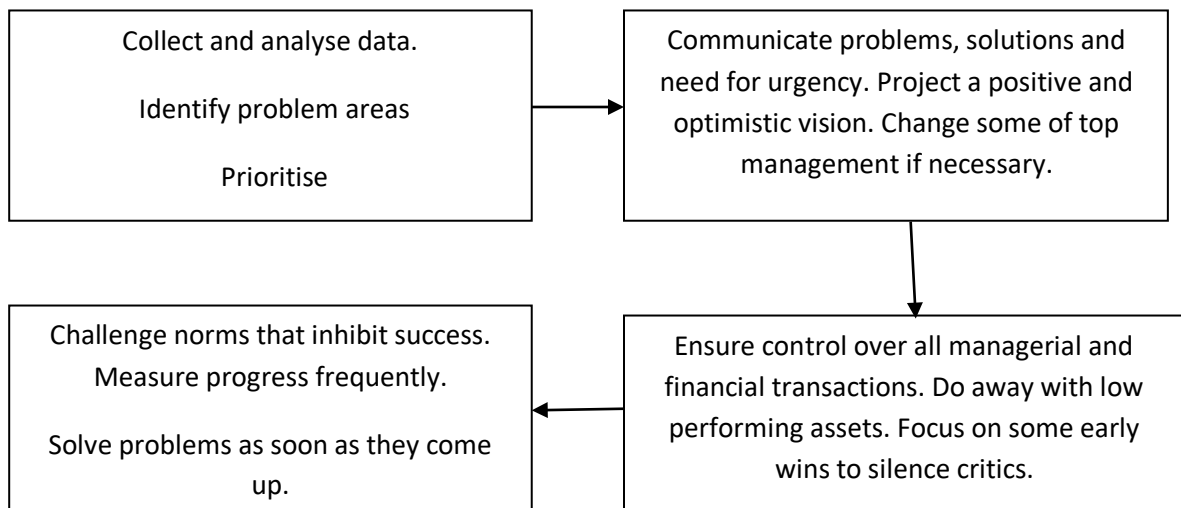 Collect and analyse data.
Identify problem areas
Prioritise
Communicate problems, solutions and
need for urgency. Project a positive and
optimistic vision. Change some of top
management if necessary.
Ensure control over all managerial and
financial transactions. Do away with low
performing assets. Focus on some early
wins to silence critics.
Challenge norms that inhibit success.
Measure progress frequently.
Solve problems as soon as they come
up.